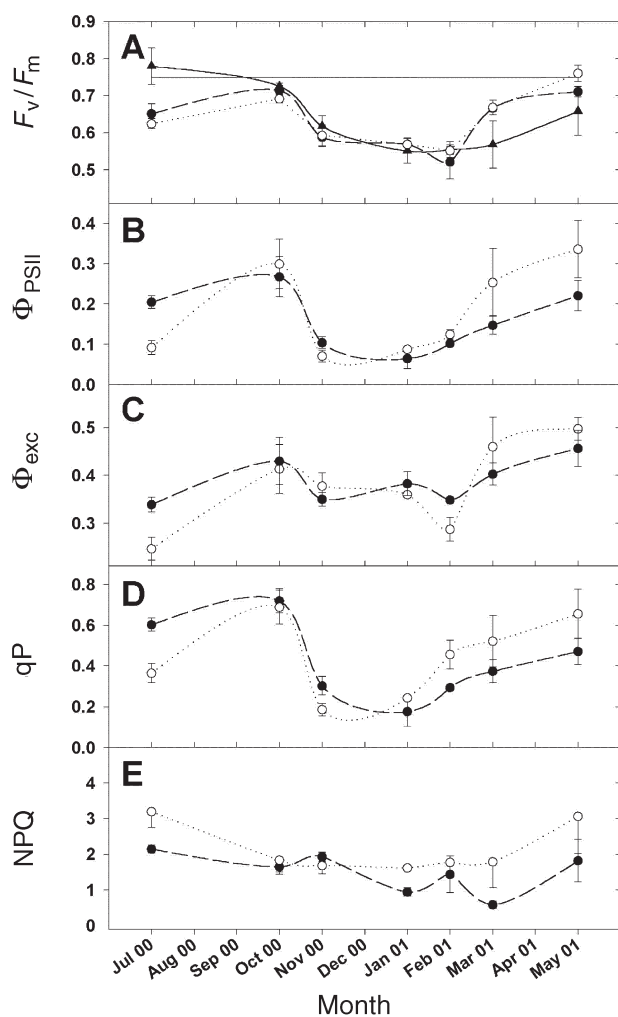 A
Fv/Fm
0.9
0.8
0.7
0.6
0.5
B
ΦPSII
0.4
0.3
0.2
0.1
0.0
C
Φexc
0.5
0.4
0.3
D
qP
0.8
0.6
0.4
0.2
0.0
E
NPQ
4
3
2
1
0
Jul 00 Aug 00 Sep 00 Oct 00 Nov 00 Dec 00 Jan 01 Feb 01 Mar 01 Apr 01 May 01
Month